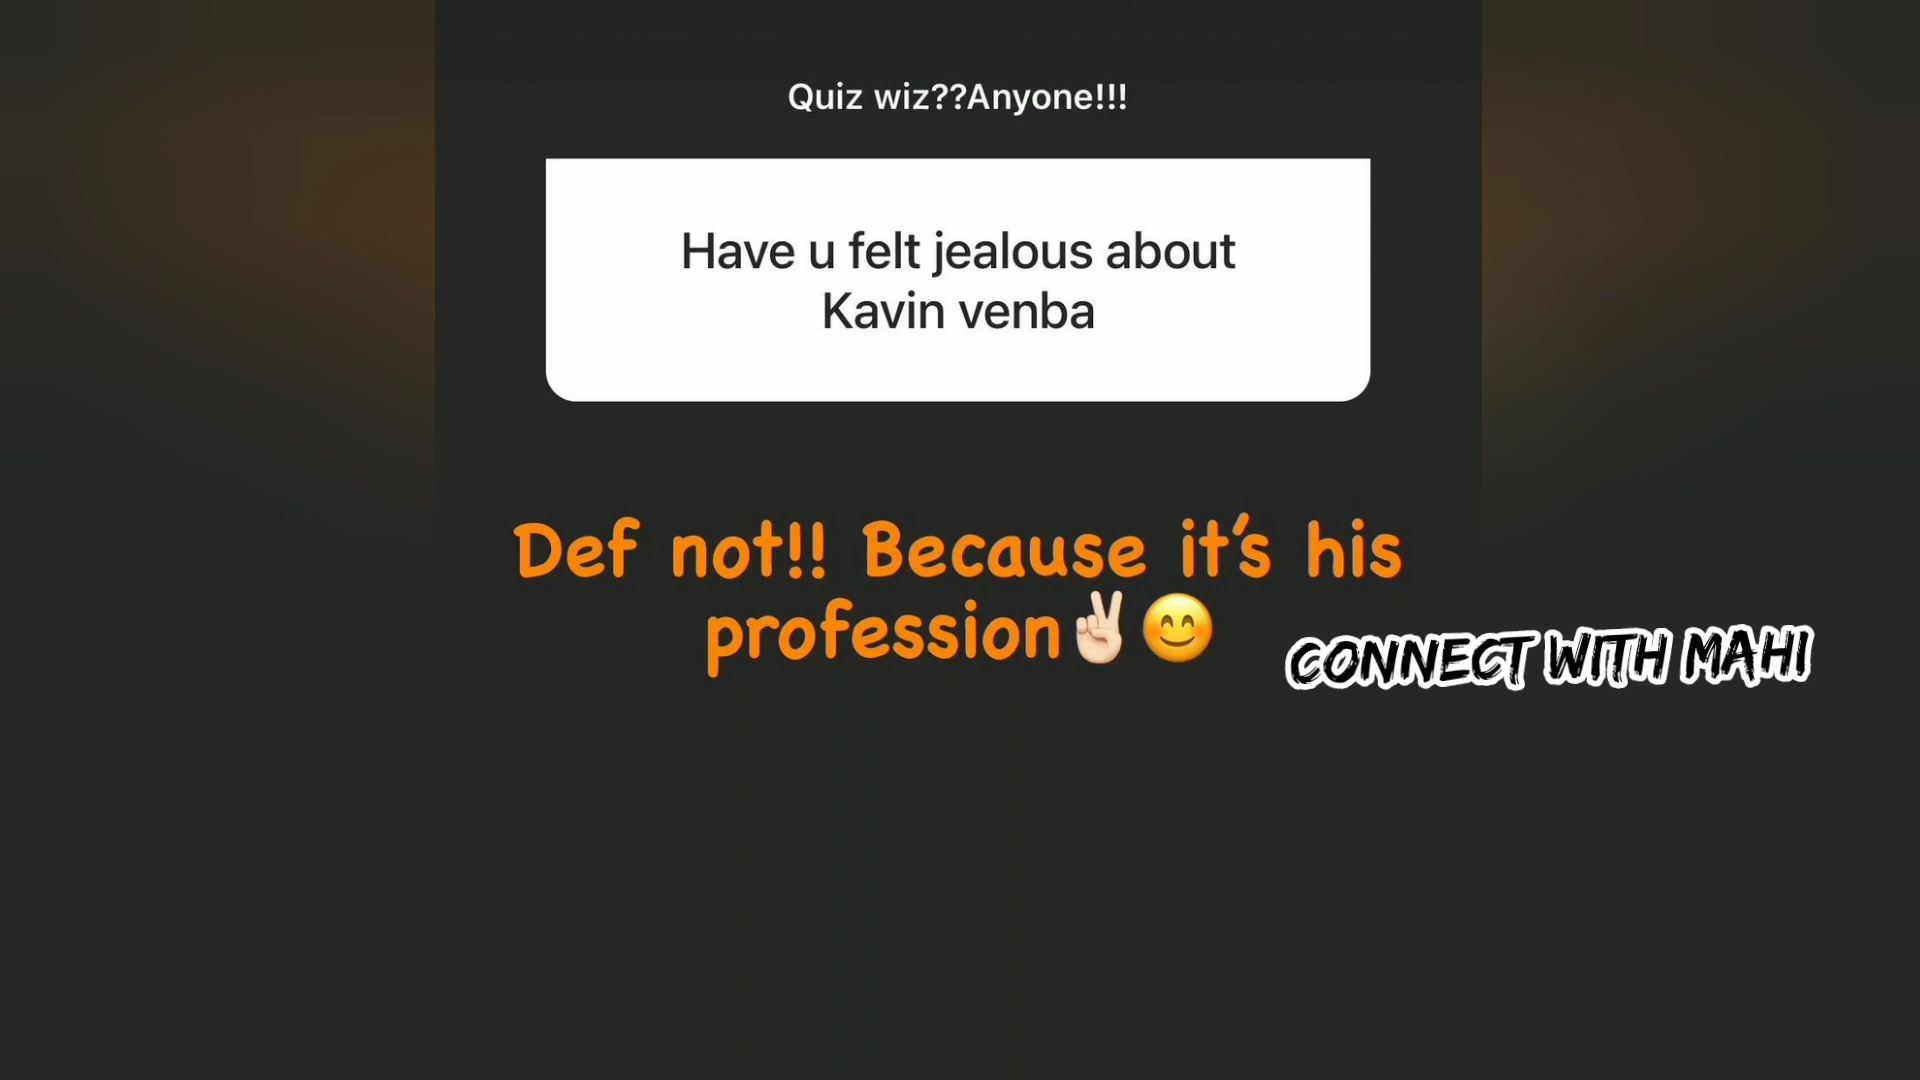 Quiz wiz??Anyone!!!
Have u felt jealous about
Kavin venba
Def not!! Because it's his
profession✌🏻😊
CONNECT WITH MAHI